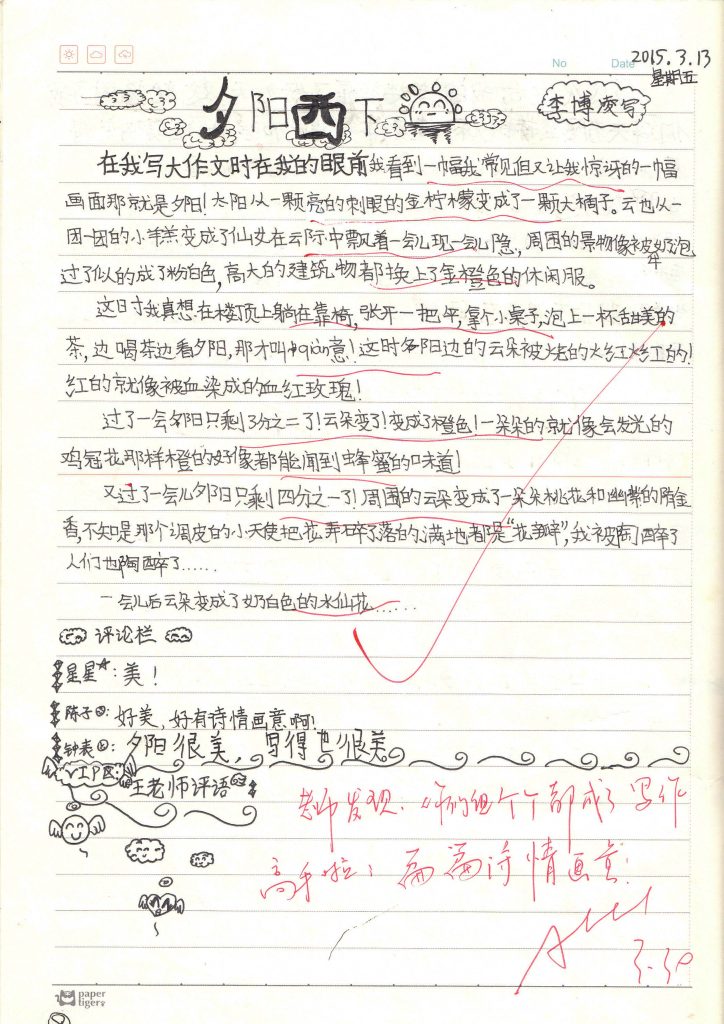 No Date 2015.3.13
星期五
夕阳西下
李博凌写
在我写大作文时在我的眼前我看到一幅我常见但又让我惊讶的一幅
画面那就是夕阳！太阳从一颗亮的刺眼的金柠檬变成了一颗大橘子。云也从一
团一团的小羊羔变成了仙女在云际中飘着一会儿现一会儿隐，周围的景物像被奶泡
过了似的成了粉白色，高大的建筑物都换上了金橙色的休闲服。
这时我真想在楼顶上躺在靠椅，张开一把伞，拿个小桌子，泡上一杯甜美的
茶，边喝茶边看夕阳，那才叫qiè意！这时夕阳边的云朵被烧的火红火红的！
红的就像被血染成的血红玫瑰！
过了一会夕阳只剩3分之二了！云朵变了！变成了橙色！一朵朵的就像会发光的
鸡冠花那样橙的好像都能闻到蜂蜜的味道！
又过了一会儿夕阳只剩四分之一了！周围的云朵变成了一朵朵桃花和幽紫的
香，不知是那个调皮的小天使把花弄碎了落的满地都是“花瓣”，我被陶醉了
人们也陶醉了……
一会儿后云朵变成了奶白色的水仙花……
评论栏
星星：美！
陈子：好美，好有诗情画意啊！
钟表：夕阳很美，写得也很美
VIP区：
王老师评语
老师发现：你们组个个都成了写作
高手啦！篇篇诗情画意！
3.30
paper
tiger